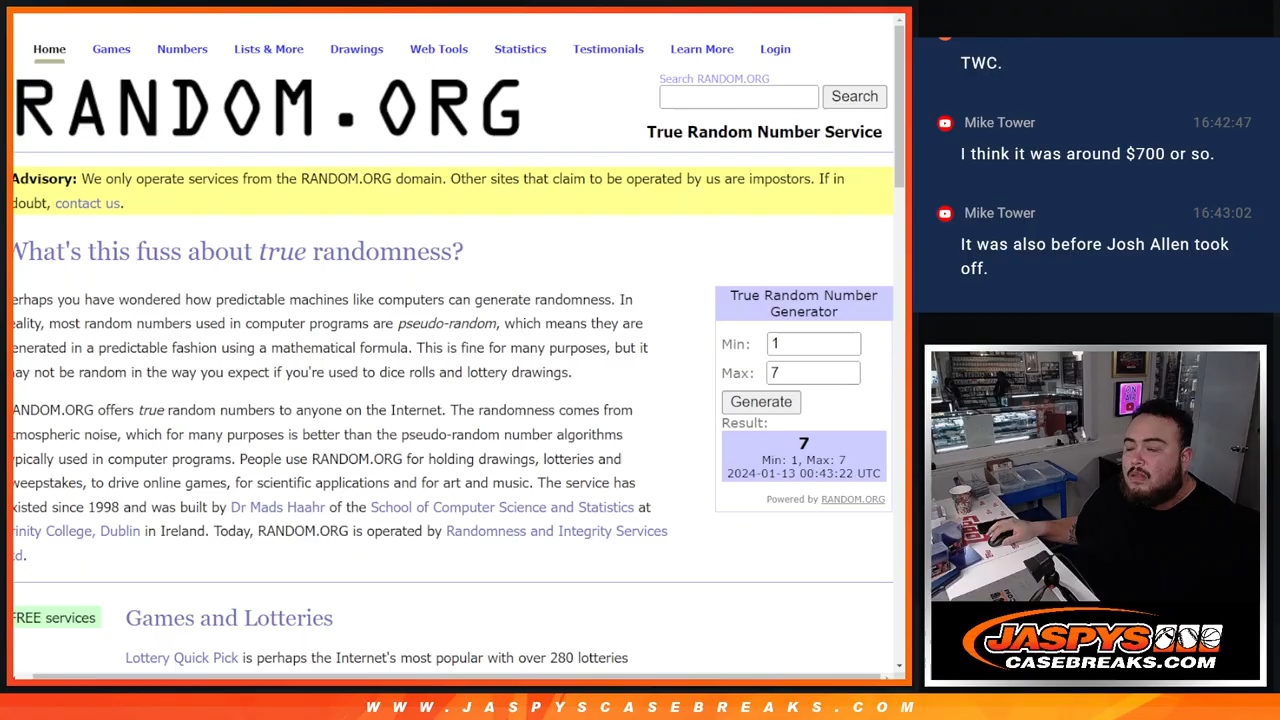 Home Games Numbers Lists & More Drawings Web Tools Statistics Testimonials Learn More Login
RANDOM.ORG
Search RANDOM.ORG
Search
True Random Number Service
Advisory: We only operate services from the RANDOM.ORG domain. Other sites that claim to be operated by us are impostors. If in
doubt, contact us.
What's this fuss about true randomness?
erhaps you have wondered how predictable machines like computers can generate randomness. In
eality, most random numbers used in computer programs are pseudo-random, which means they are
enerated in a predictable fashion using a mathematical formula. This is fine for many purposes, but it
ay not be random in the way you expect if you're used to dice rolls and lottery drawings.
ANDOM.ORG offers true random numbers to anyone on the Internet. The randomness comes from
tmospheric noise, which for many purposes is better than the pseudo-random number algorithms
ypically used in computer programs. People use RANDOM.ORG for holding drawings, lotteries and
weepstakes, to drive online games, for scientific applications and for art and music. The service has
xisted since 1998 and was built by Dr Mads Haahr of the School of Computer Science and Statistics at
rinity College, Dublin in Ireland. Today, RANDOM.ORG is operated by Randomness and Integrity Services
td.
True Random Number
Generator
Min: 1
Max: 7
Generate
Result:
7
Min: 1, Max: 7
2024-01-13 00:43:22 UTC
Powered by RANDOM.ORG
FREE services
Games and Lotteries
Lottery Quick Pick is perhaps the Internet's most popular with over 280 lotteries
TWC.
Mike Tower 16:42:47
I think it was around $700 or so.
Mike Tower 16:43:02
It was also before Josh Allen took
off.
ON
AIR
JASPYS
CASEBREAKS.COM
WWW.JASPYSCASEBREAKS.COM